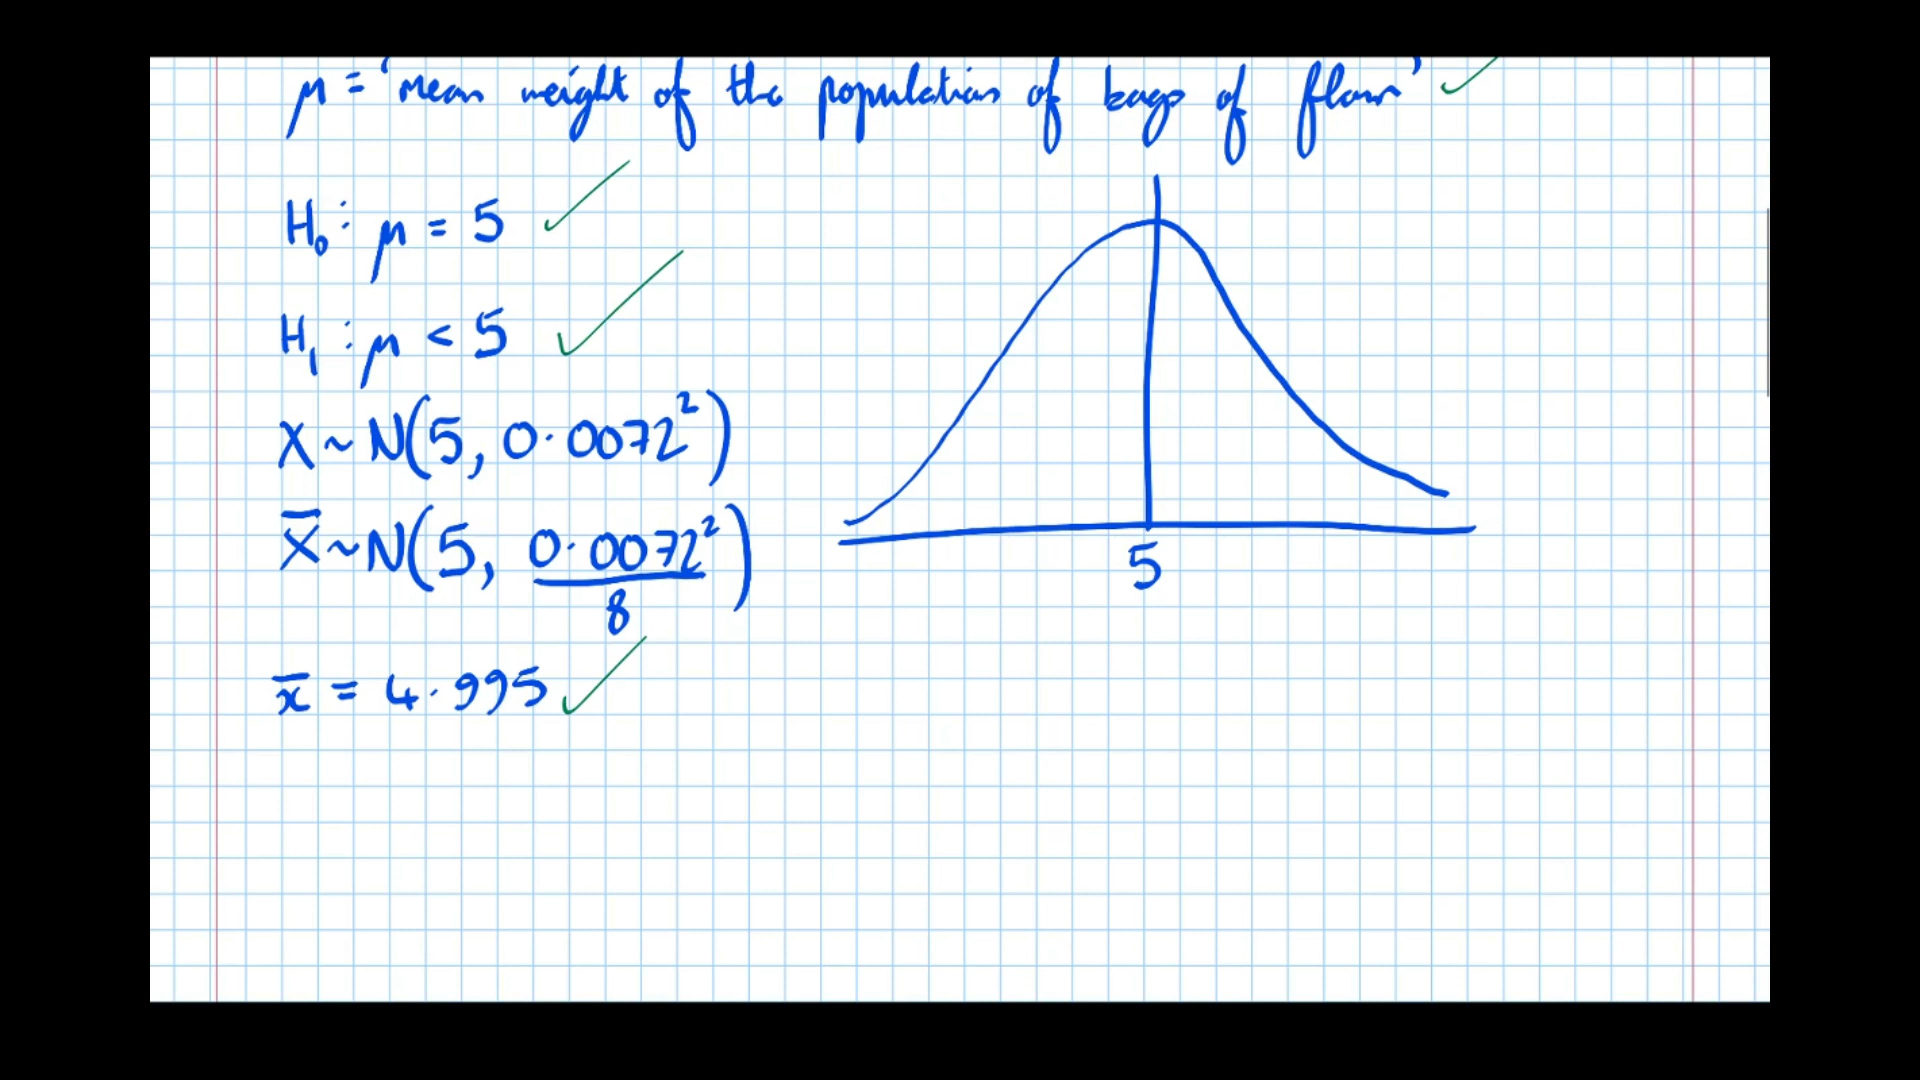 μ = 'mean weight of the population of bags of flour'
H₀ : μ = 5
H₁ : μ < 5
X ~ N(5, 0·0072²)
X̅ ~ N(5, 0·0072²/8)
x̅ = 4·995
5